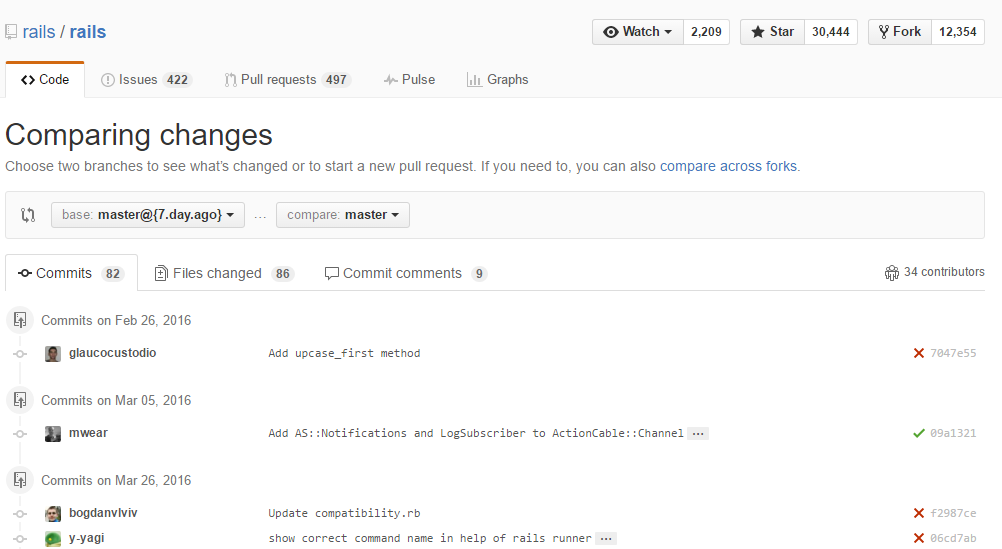 rails / rails Watch 2,209 Star 30,444 Fork 12,354
Code Issues 422 Pull requests 497 Pulse Graphs
Comparing changes
Choose two branches to see what's changed or to start a new pull request. If you need to, you can also compare across forks.
base: master@{7.day.ago} ... compare: master
Commits 82 Files changed 86 Commit comments 9 34 contributors
Commits on Feb 26, 2016
glaucocustodio Add upcase_first method 7047e55
Commits on Mar 05, 2016
mwear Add AS::Notifications and LogSubscriber to ActionCable::Channel ... 09a1321
Commits on Mar 26, 2016
bogdanvlviv Update compatibility.rb f2987ce
y-yagi show correct command name in help of rails runner ... 06cd7ab